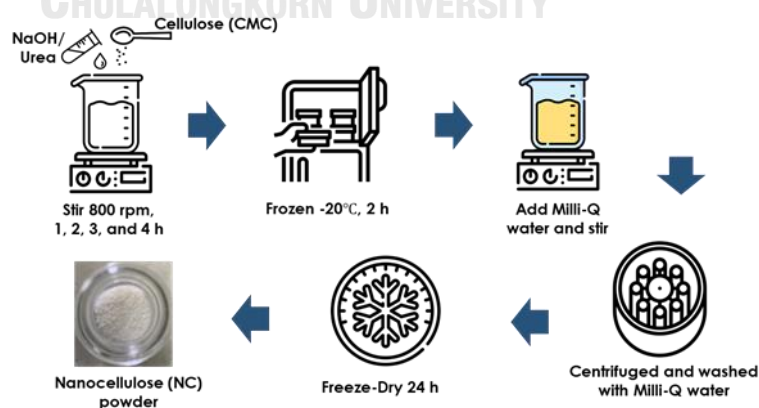 CHULALONGKORN UNIVERSITY
NaOH/
Urea
Cellulose (CMC)
Stir 800 rpm,
1, 2, 3, and 4 h
Frozen -20°C, 2 h
Add Milli-Q
water and stir
Centrifuged and washed
with Milli-Q water
Freeze-Dry 24 h
Nanocellulose (NC)
powder